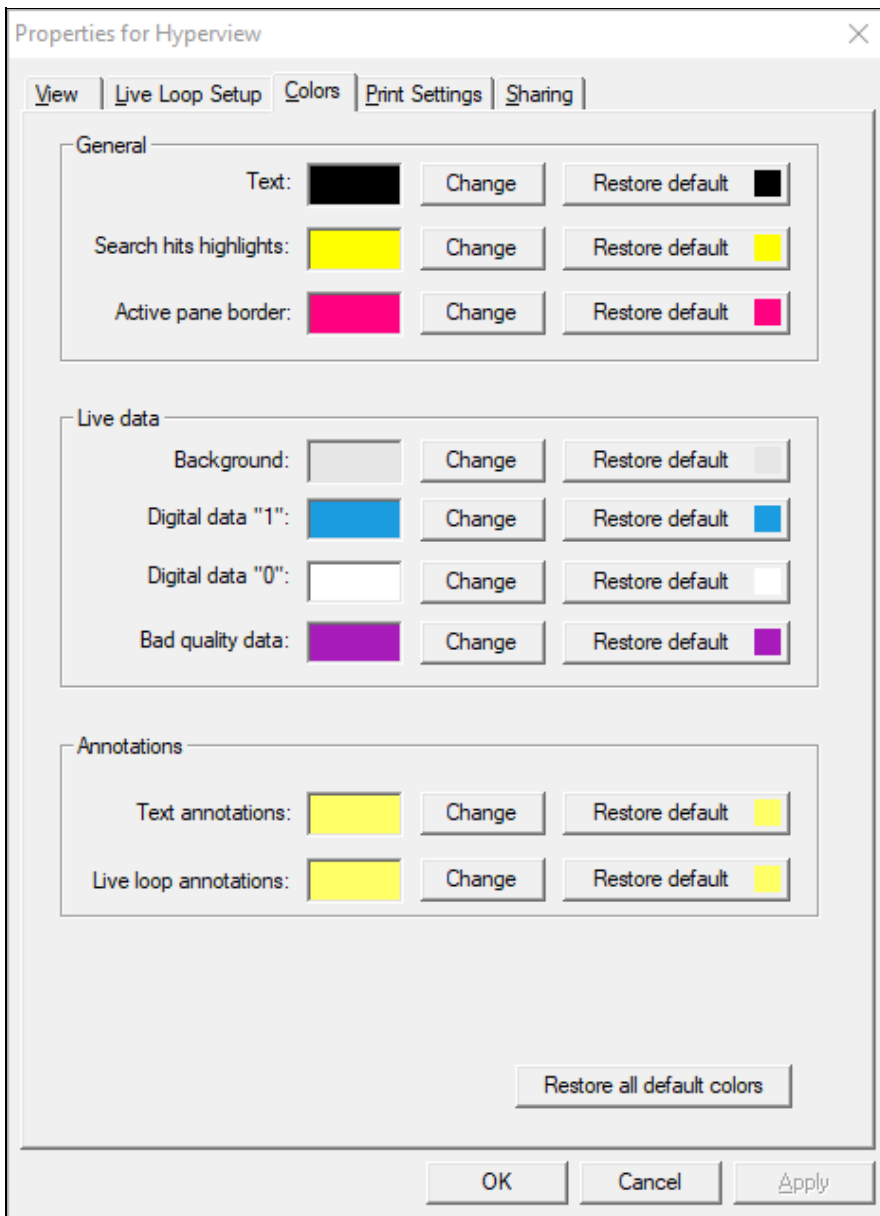 Properties for Hyperview
View Live Loop Setup Colors Print Settings Sharing
General
Text: Change Restore default
Search hits highlights: Change Restore default
Active pane border: Change Restore default
Live data
Background: Change Restore default
Digital data "1": Change Restore default
Digital data "0": Change Restore default
Bad quality data: Change Restore default
Annotations
Text annotations: Change Restore default
Live loop annotations: Change Restore default
Restore all default colors
OK Cancel Apply